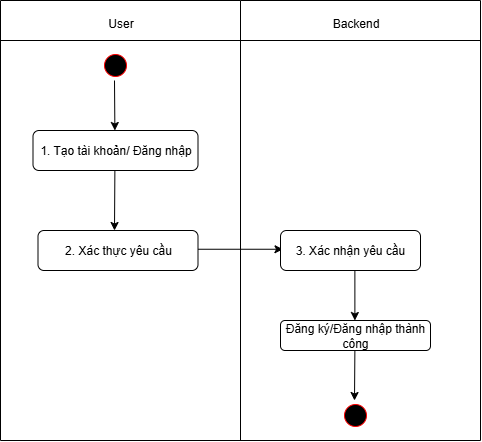 User
Backend
1. Tạo tài khoản/ Đăng nhập
2. Xác thực yêu cầu
3. Xác nhận yêu cầu
Đăng ký/Đăng nhập thành
công